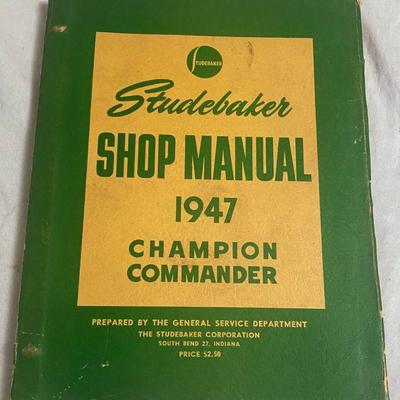 STUDEBAKER
Studebaker
SHOP MANUAL
1947
CHAMPION
COMMANDER
PREPARED BY THE GENERAL SERVICE DEPARTMENT
THE STUDEBAKER CORPORATION
SOUTH BEND 27, INDIANA
PRICE $2.50